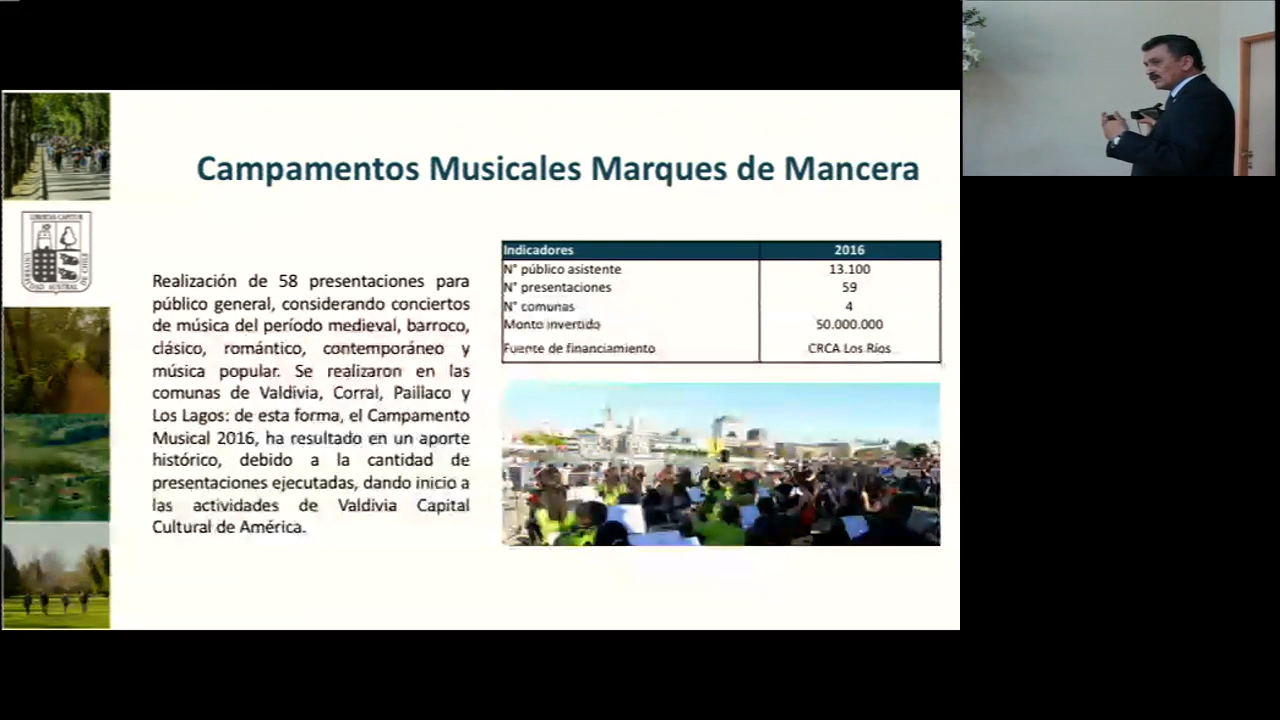 Campamentos Musicales Marques de Mancera
LIBERTAS CAPITUR
Realización de 58 presentaciones para
público general, considerando conciertos
de música del período medieval, barroco,
clásico, romántico, contemporáneo y
música popular. Se realizaron en las
comunas de Valdivia, Corral, Paillaco y
Los Lagos: de esta forma, el Campamento
Musical 2016, ha resultado en un aporte
histórico, debido a la cantidad de
presentaciones ejecutadas, dando inicio a
las actividades de Valdivia Capital
Cultural de América.
Indicadores 2016
N° público asistente 13.100
N° presentaciones 59
N° comunas 4
Monto invertido 50.000.000
Fuente de financiamiento CRCA Los Ríos